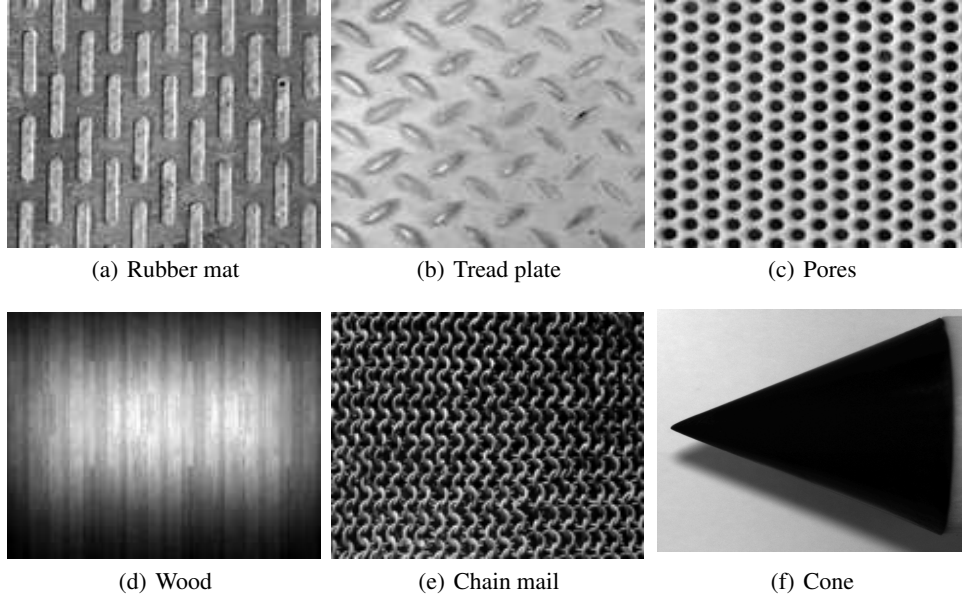 (a) Rubber mat
(b) Tread plate
(c) Pores
(d) Wood
(e) Chain mail
(f) Cone